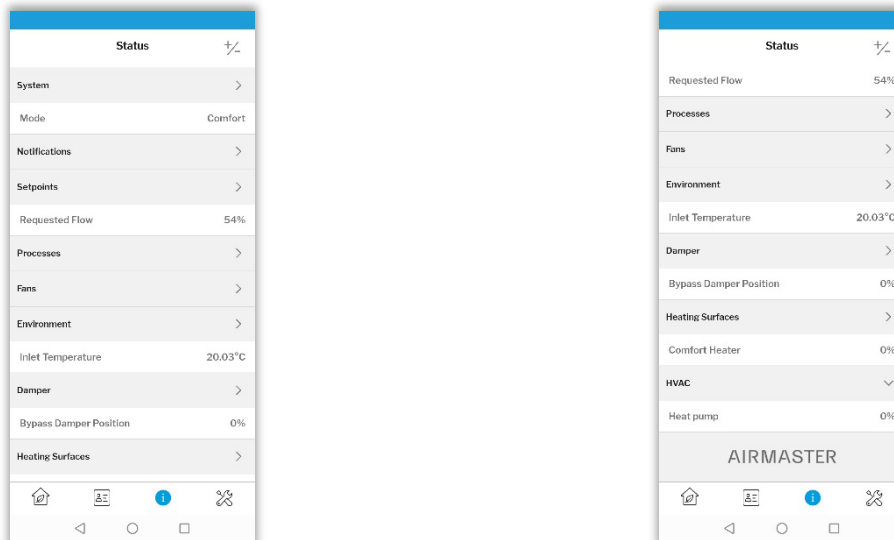 Status +/-
System
Mode Comfort
Notifications
Setpoints
Requested Flow 54%
Processes
Fans
Environment
Inlet Temperature 20.03°C
Damper
Bypass Damper Position 0%
Heating Surfaces
Status +/-
Requested Flow 54%
Processes
Fans
Environment
Inlet Temperature 20.03°C
Damper
Bypass Damper Position 0%
Heating Surfaces
Comfort Heater 0%
HVAC
Heat pump 0%
AIRMASTER